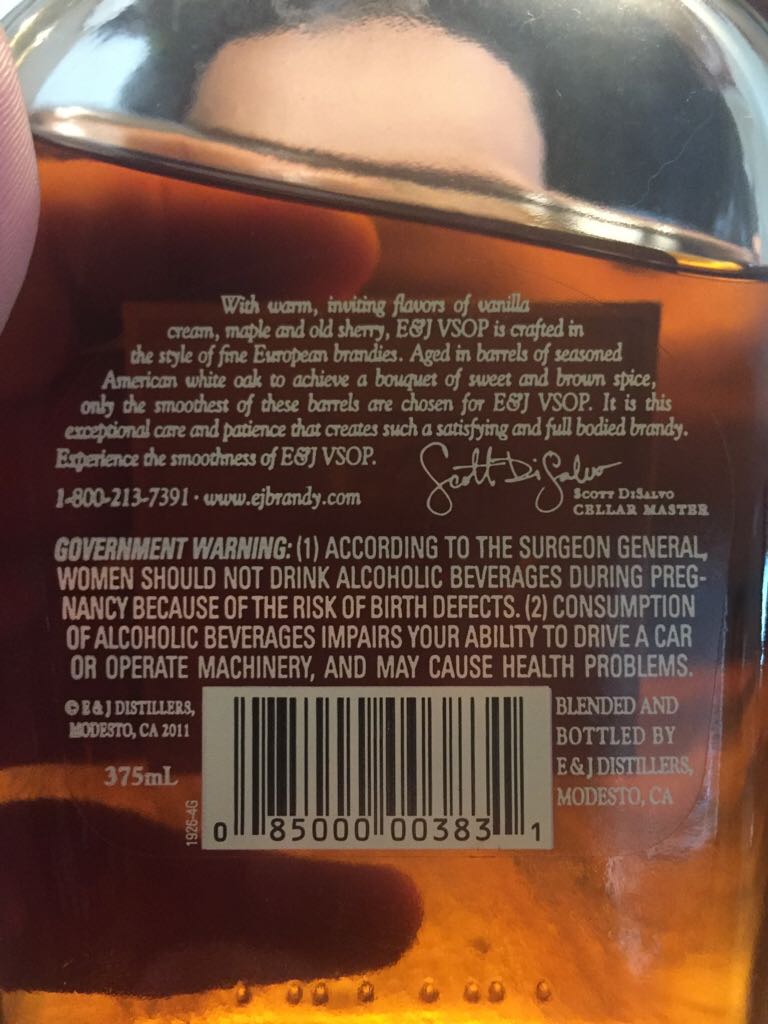 With warm, inviting flavors of vanilla
cream, maple and old sherry, E&J VSOP is crafted in
the style of fine European brandies. Aged in barrels of seasoned
American white oak to achieve a bouquet of sweet and brown spice,
only the smoothest of these barrels are chosen for E&J VSOP. It is this
exceptional care and patience that creates such a satisfying and full bodied brandy.
Experience the smoothness of E&J VSOP.
Scott DiSalvo
1-800-213-7391 · www.ejbrandy.com
SCOTT DISALVO
CELLAR MASTER
GOVERNMENT WARNING: (1) ACCORDING TO THE SURGEON GENERAL,
WOMEN SHOULD NOT DRINK ALCOHOLIC BEVERAGES DURING PREG-
NANCY BECAUSE OF THE RISK OF BIRTH DEFECTS. (2) CONSUMPTION
OF ALCOHOLIC BEVERAGES IMPAIRS YOUR ABILITY TO DRIVE A CAR
OR OPERATE MACHINERY, AND MAY CAUSE HEALTH PROBLEMS.
© E & J DISTILLERS,
MODESTO, CA 2011
375mL
1926-4G
0 85000 00383 1
BLENDED AND
BOTTLED BY
E & J DISTILLERS,
MODESTO, CA